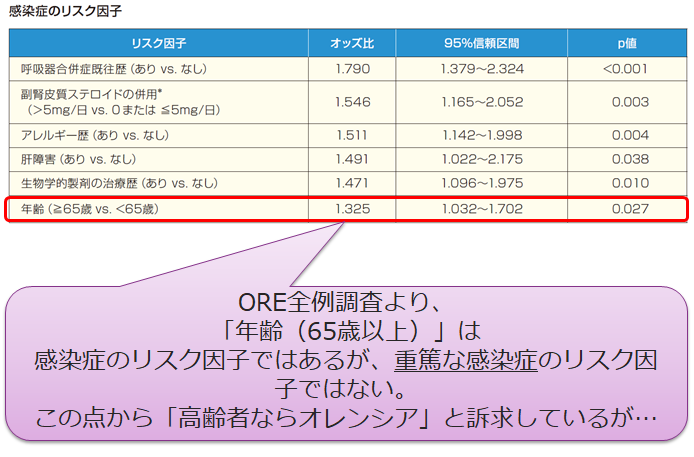 感染症のリスク因子
リスク因子 オッズ比 95%信頼区間 p値
呼吸器合併症既往歴（あり vs. なし） 1.790 1.379～2.324 <0.001
副腎皮質ステロイドの併用*
（>5mg/日 vs. 0または ≦5mg/日） 1.546 1.165～2.052 0.003
アレルギー歴（あり vs. なし） 1.511 1.142～1.998 0.004
肝障害（あり vs. なし） 1.491 1.022～2.175 0.038
生物学的製剤の治療歴（あり vs. なし） 1.471 1.096～1.975 0.010
年齢（≧65歳 vs. <65歳） 1.325 1.032～1.702 0.027
ORE全例調査より、
「年齢（65歳以上）」は
感染症のリスク因子ではあるが、重篤な感染症のリスク因
子ではない。
この点から「高齢者ならオレンシア」と訴求しているが…